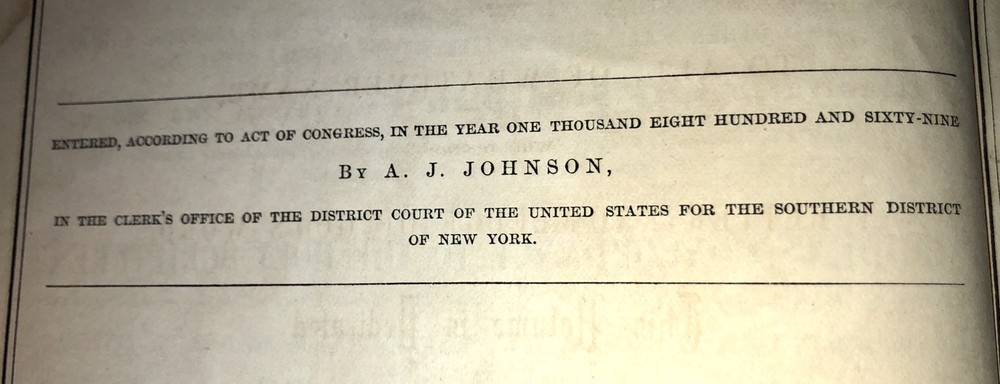 ENTERED, ACCORDING TO ACT OF CONGRESS, IN THE YEAR ONE THOUSAND EIGHT HUNDRED AND SIXTY-NINE
BY A. J. JOHNSON,
IN THE CLERK'S OFFICE OF THE DISTRICT COURT OF THE UNITED STATES FOR THE SOUTHERN DISTRICT
OF NEW YORK.